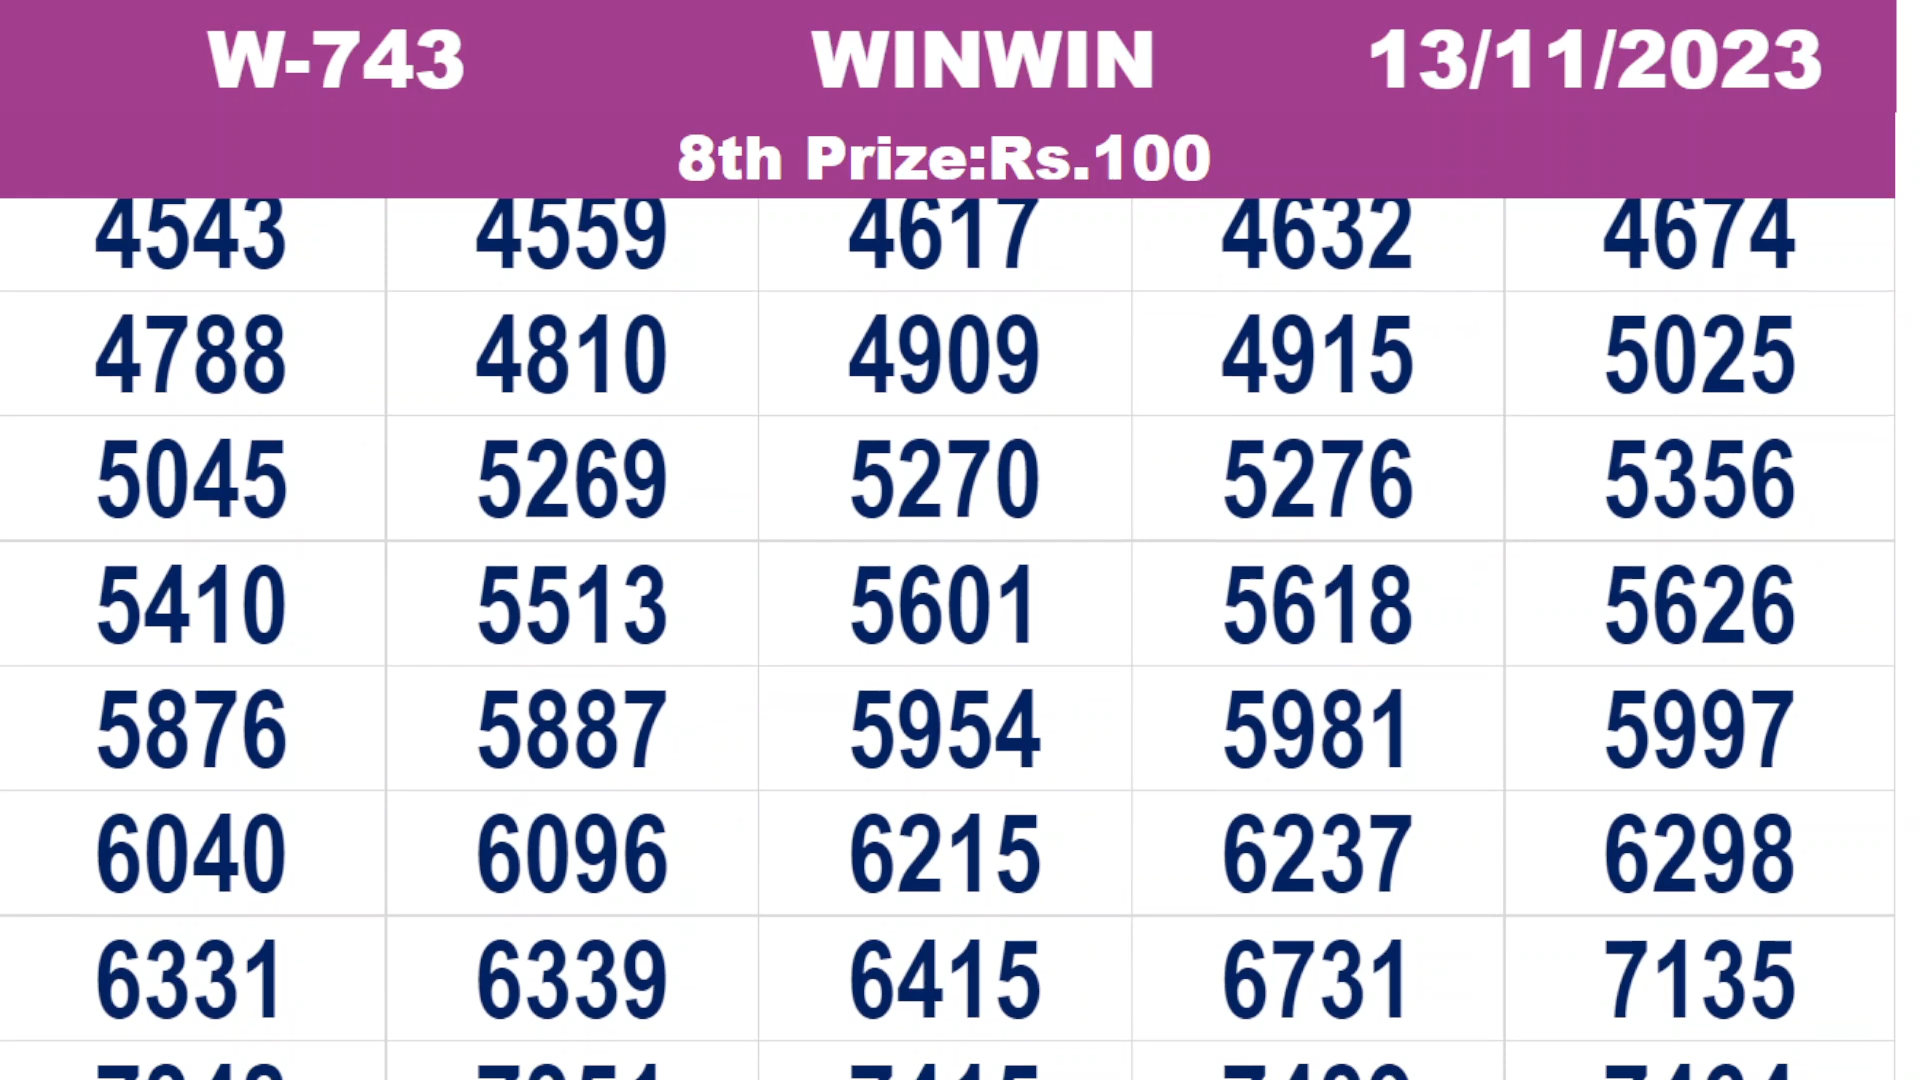 W-743 WINWIN 13/11/2023
8th Prize:Rs.100
4543 4559 4617 4632 4674
4788 4810 4909 4915 5025
5045 5269 5270 5276 5356
5410 5513 5601 5618 5626
5876 5887 5954 5981 5997
6040 6096 6215 6237 6298
6331 6339 6415 6731 7135